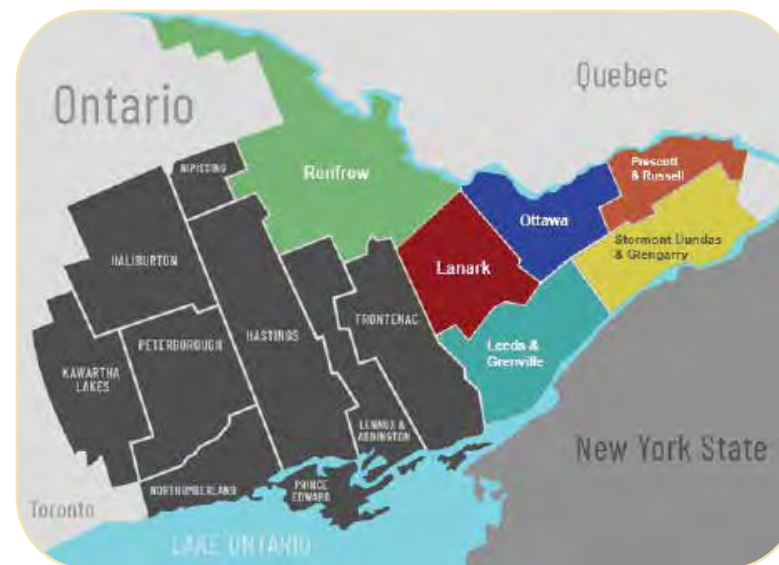 Ontario
Quebec
NIPISSING
Renfrow
Prescott
& Russell
Ottawa
Stormont Dundas
& Glengarry
HALIBURTON
Lanark
FRONTENAC
HASTINGS
PETERBOROUGH
Leeds &
Grenville
KAWARTHA
LAKES
LENNOX &
ADDINGTON
New York State
NORTHUMBERLAND
PRINCE
EDWARD
Toronto
LAKE ONTARIO